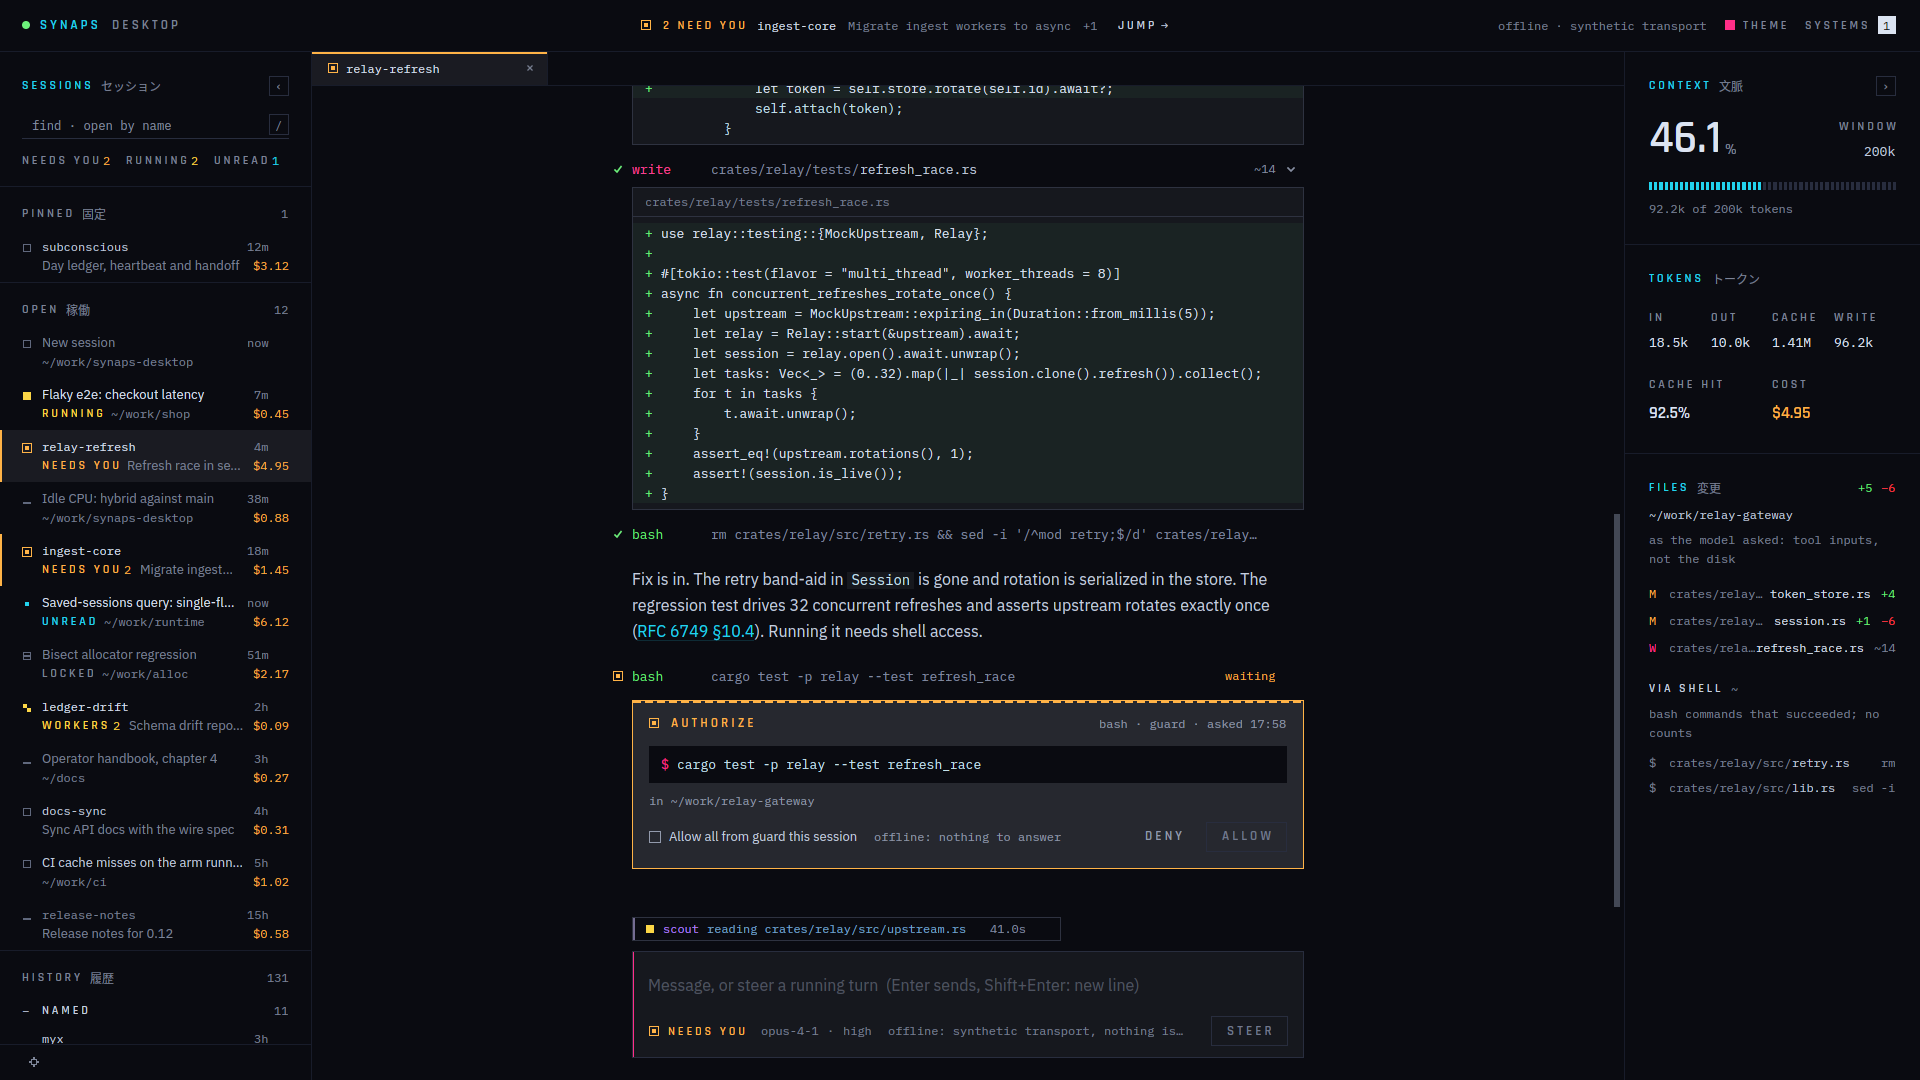 SYNAPS DESKTOP
2 NEED YOU ingest-core Migrate ingest workers to async +1 JUMP →
offline · synthetic transport THEME SYSTEMS 1
SESSIONS セッション ‹
find · open by name /
NEEDS YOU 2 RUNNING 2 UNREAD 1
PINNED 固定 1
subconscious 12m
Day ledger, heartbeat and handoff $3.12
OPEN 稼働 12
New session now
~/work/synaps-desktop
Flaky e2e: checkout latency 7m
RUNNING ~/work/shop $0.45
relay-refresh 4m
NEEDS YOU Refresh race in se… $4.95
Idle CPU: hybrid against main 38m
~/work/synaps-desktop $0.88
ingest-core 18m
NEEDS YOU 2 Migrate ingest… $1.45
Saved-sessions query: single-fl… now
UNREAD ~/work/runtime $6.12
Bisect allocator regression 51m
LOCKED ~/work/alloc $2.17
ledger-drift 2h
WORKERS 2 Schema drift repo… $0.09
Operator handbook, chapter 4 3h
~/docs $0.27
docs-sync 4h
Sync API docs with the wire spec $0.31
CI cache misses on the arm runn… 5h
~/work/ci $1.02
release-notes 15h
Release notes for 0.12 $0.58
HISTORY 履歴 131
– NAMED 11
myx 3h
relay-refresh ×
+ let token = self.store.rotate(self.id).await?;
self.attach(token);
}
write crates/relay/tests/refresh_race.rs ~14
crates/relay/tests/refresh_race.rs
+ use relay::testing::{MockUpstream, Relay};
+
+ #[tokio::test(flavor = "multi_thread", worker_threads = 8)]
+ async fn concurrent_refreshes_rotate_once() {
+ let upstream = MockUpstream::expiring_in(Duration::from_millis(5));
+ let relay = Relay::start(&upstream).await;
+ let session = relay.open().await.unwrap();
+ let tasks: Vec<_> = (0..32).map(|_| session.clone().refresh()).collect();
+ for t in tasks {
+ t.await.unwrap();
+ }
+ assert_eq!(upstream.rotations(), 1);
+ assert!(session.is_live());
+ }
bash rm crates/relay/src/retry.rs && sed -i '/^mod retry;$/d' crates/relay…
Fix is in. The retry band-aid in Session is gone and rotation is serialized in the store. The
regression test drives 32 concurrent refreshes and asserts upstream rotates exactly once
(RFC 6749 §10.4). Running it needs shell access.
bash cargo test -p relay --test refresh_race waiting
AUTHORIZE bash · guard · asked 17:58
$ cargo test -p relay --test refresh_race
in ~/work/relay-gateway
Allow all from guard this session offline: nothing to answer DENY ALLOW
scout reading crates/relay/src/upstream.rs 41.0s
Message, or steer a running turn (Enter sends, Shift+Enter: new line)
NEEDS YOU opus-4-1 · high offline: synthetic transport, nothing is… STEER
CONTEXT 文脈 ›
46.1 % WINDOW
200k
92.2k of 200k tokens
TOKENS トークン
IN OUT CACHE WRITE
18.5k 10.0k 1.41M 96.2k
CACHE HIT COST
92.5% $4.95
FILES 変更 +5 −6
~/work/relay-gateway
as the model asked: tool inputs,
not the disk
M crates/relay… token_store.rs +4
M crates/relay… session.rs +1 −6
W crates/rela…refresh_race.rs ~14
VIA SHELL ~
bash commands that succeeded; no
counts
$ crates/relay/src/retry.rs rm
$ crates/relay/src/lib.rs sed -i